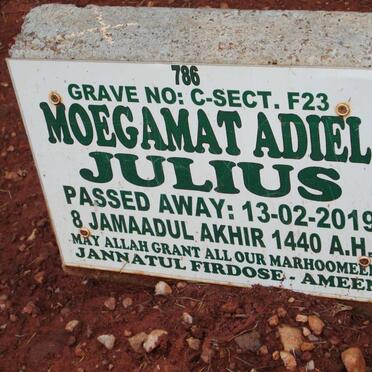 786
GRAVE NO: C-SECT. F23
MOEGAMAT ADIEL
JULIUS
PASSED AWAY: 13-02-2019
8 JAMAADUL AKHIR 1440 A.H.
MAY ALLAH GRANT ALL OUR MARHOOMEEN
JANNATUL FIRDOSE - AMEEN